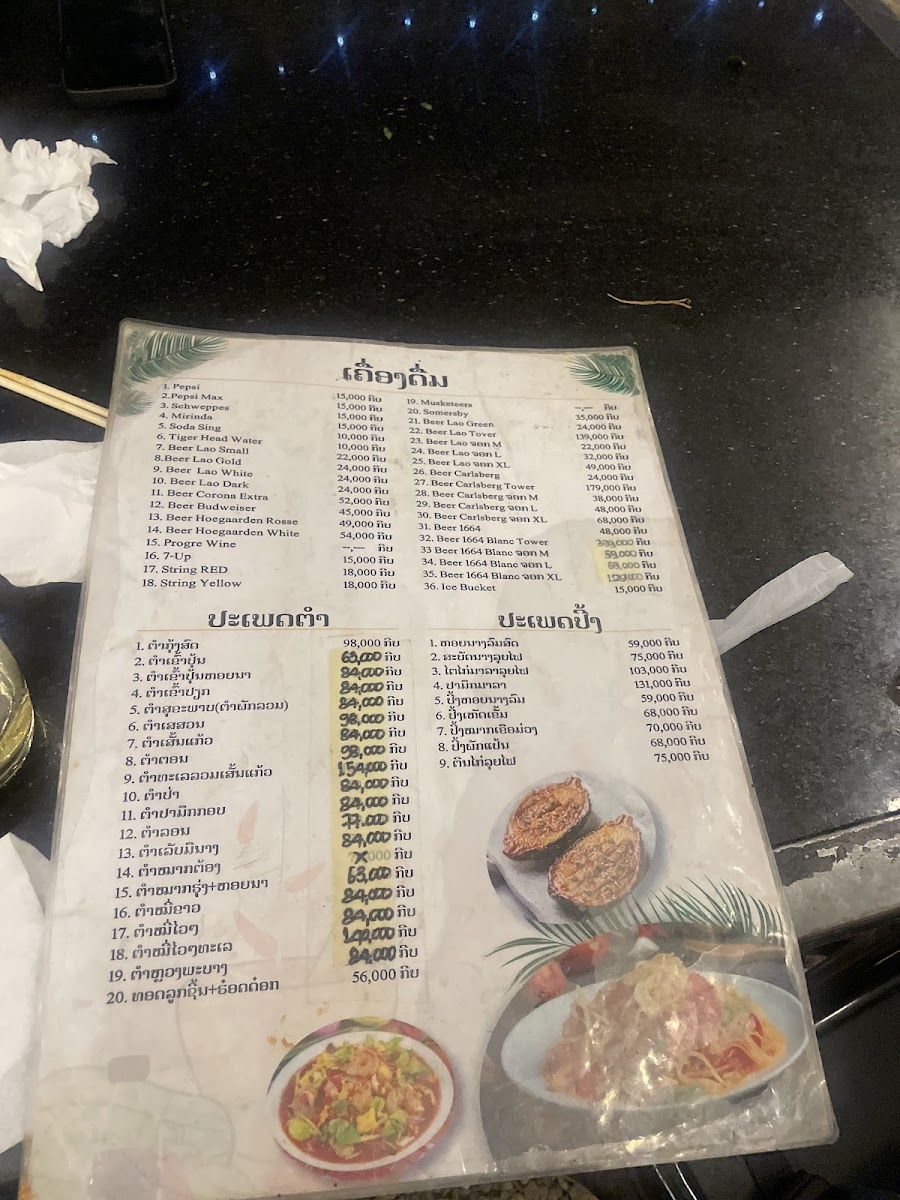 ເຄື່ອງດື່ມ
1. Pepsi 15,000 ກີບ
2.Pepsi Max 15,000 ກີບ
3. Schweppes 15,000 ກີບ
4. Mirinda 15,000 ກີບ
5. Soda Sing 10,000 ກີບ
6. Tiger Head Water 10,000 ກີບ
7. Beer Lao Small 22,000 ກີບ
8.Beer Lao Gold 24,000 ກີບ
9. Beer Lao White 24,000 ກີບ
10. Beer Lao Dark 24,000 ກີບ
11. Beer Corona Extra 52,000 ກີບ
12. Beer Budweiser 45,000 ກີບ
13. Beer Hoegaarden Rosse 49,000 ກີບ
14. Beer Hoegaarden White 54,000 ກີບ
15. Progre Wine –,– ກີບ
16. 7-Up 15,000 ກີບ
17. String RED 18,000 ກີບ
18. String Yellow 18,000 ກີບ
19. Musketeers –,– ກີບ
20. Somersby 35,000 ກີບ
21. Beer Lao Green 24,000 ກີບ
22. Beer Lao Tover 139,000 ກີບ
23. Beer Lao ຈອກ M 22,000 ກີບ
24. Beer Lao ຈອກ L 32,000 ກີບ
25. Beer Lao ຈອກ XL 49,000 ກີບ
26. Beer Carlsberg 24,000 ກີບ
27. Beer Carlsberg Tower 179,000 ກີບ
28. Beer Carlsberg ຈອກ M 38,000 ກີບ
29. Beer Carlsberg ຈອກ L 48,000 ກີບ
30. Beer Carlsberg ຈອກ XL 68,000 ກີບ
31. Beer 1664 48,000 ກີບ
32. Beer 1664 Blanc Tower ກີບ
33 Beer 1664 Blanc ຈອກ M 59,000 ກີບ
34. Beer 1664 Blanc ຈອກ L ກີບ
35. Beer 1664 Blanc ຈອກ XL ກີບ
36. Ice Bucket 15,000 ກີບ
ປະເພດຕຳ
1. ຕຳກຸ້ງສົດ 98,000 ກີບ
2. ຕຳເຂົ້າປຸ້ນ 63,000 ກີບ
3. ຕຳເຂົ້າປຸ້ນຫອຍນາ 84,000 ກີບ
4. ຕຳເຂົ້າປຽກ 84,000 ກີບ
5. ຕຳສຸຂະພາບ(ຕຳຜັກລວມ) 84,000 ກີບ
6. ຕຳເສສວນ 98,000 ກີບ
7. ຕຳເສັ້ນແກ້ວ 84,000 ກີບ
8. ຕຳຕອນ 98,000 ກີບ
9. ຕຳທະເລລວມເສັ້ນແກ້ວ 154,000 ກີບ
10. ຕຳປ່າ 84,000 ກີບ
11. ຕຳປາມຶກກອບ 84,000 ກີບ
12. ຕຳລອນ 77.000 ກີບ
13. ຕຳເລັບມືນາງ 84,000 ກີບ
14. ຕຳໝາກຕ້ອງ ກີບ
15. ຕຳໝາກຮຸ່ງ+ຫອຍນາ 63,000 ກີບ
16. ຕຳໝີ່ຂາວ 84,000 ກີບ
17. ຕຳໝີ່ໄວໆ 84,000 ກີບ
18. ຕຳໝີ່ໄວໆທະເລ 140,000 ກີບ
19. ຕຳຫຼວງພະບາງ 84,000 ກີບ
20. ທອດລູກຊີ້ນ+ຮ໋ອດດ໋ອກ 56,000 ກີບ
ປະເພດປີ້ງ
1. ຫອຍນາງລົມສົດ 59,000 ກີບ
2. ສະບັດນາງລຸຍໄຟ 75,000 ກີບ
3. ໄຕໄກ່ມາລາລຸຍໄຟ 103,000 ກີບ
4. ປາມຶກມາລາ 131,000 ກີບ
5. ປີ້ງຫອຍນາງລົມ 59,000 ກີບ
6. ປີ້ງເຫັດເຂັ້ມ 68,000 ກີບ
7. ປີ້ງໝາກເຂືອມ່ວງ 70,000 ກີບ
8. ປີ້ງຜັກແປ້ນ 68,000 ກີບ
9. ຕີນໄກ່ລຸຍໄຟ 75,000 ກີບ